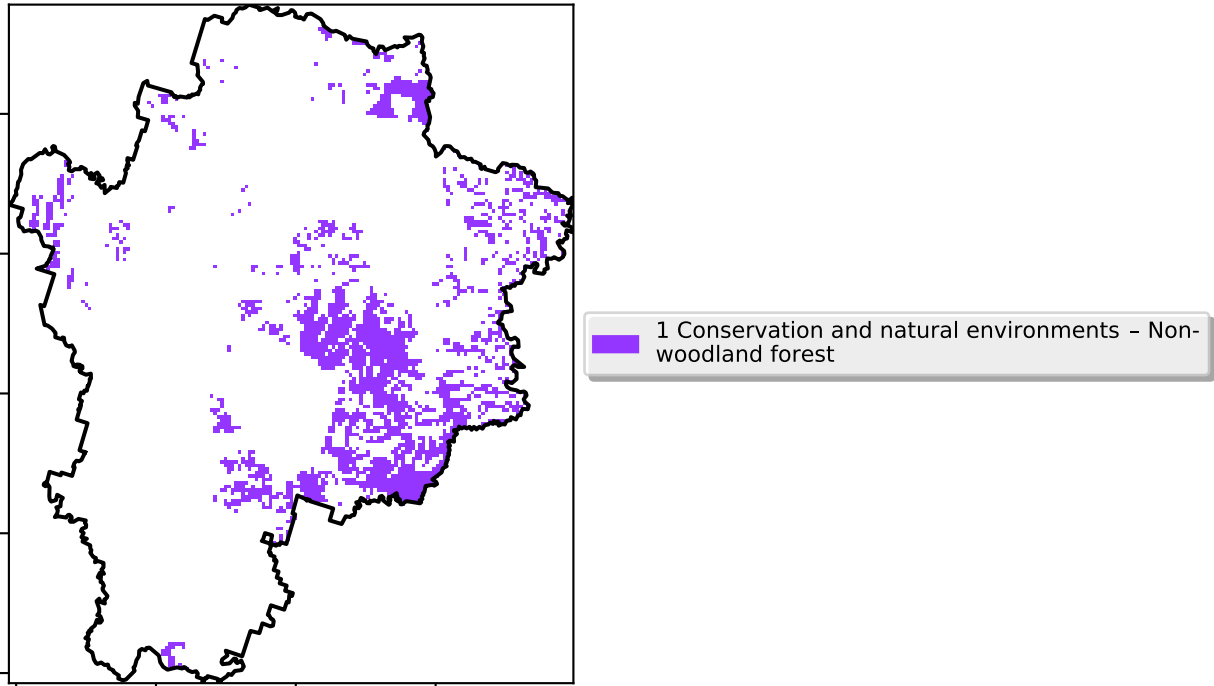 1 Conservation and natural environments – Non-
woodland forest